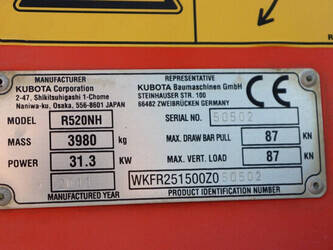 MANUFACTURER
KUBOTA Corporation
2-47, Shikitsuhigashi 1-Chome
Naniwa-ku, Osaka, 556-8601 JAPAN
REPRESENTATIVE
KUBOTA Baumaschinen GmbH
STEINHAUSER STR. 100
66482 ZWEIBRÜCKEN GERMANY
CE
MODEL R520NH
SERIAL NO. 50502
MASS 3980 kg
MAX. DRAW BAR PULL 87 KN
POWER 31.3 KW
MAX. VERT. LOAD 87 KN
2011
MANUFACTURED YEAR
WKFR251500Z050502
PRODUCT IDENTIFICATION NUMBER